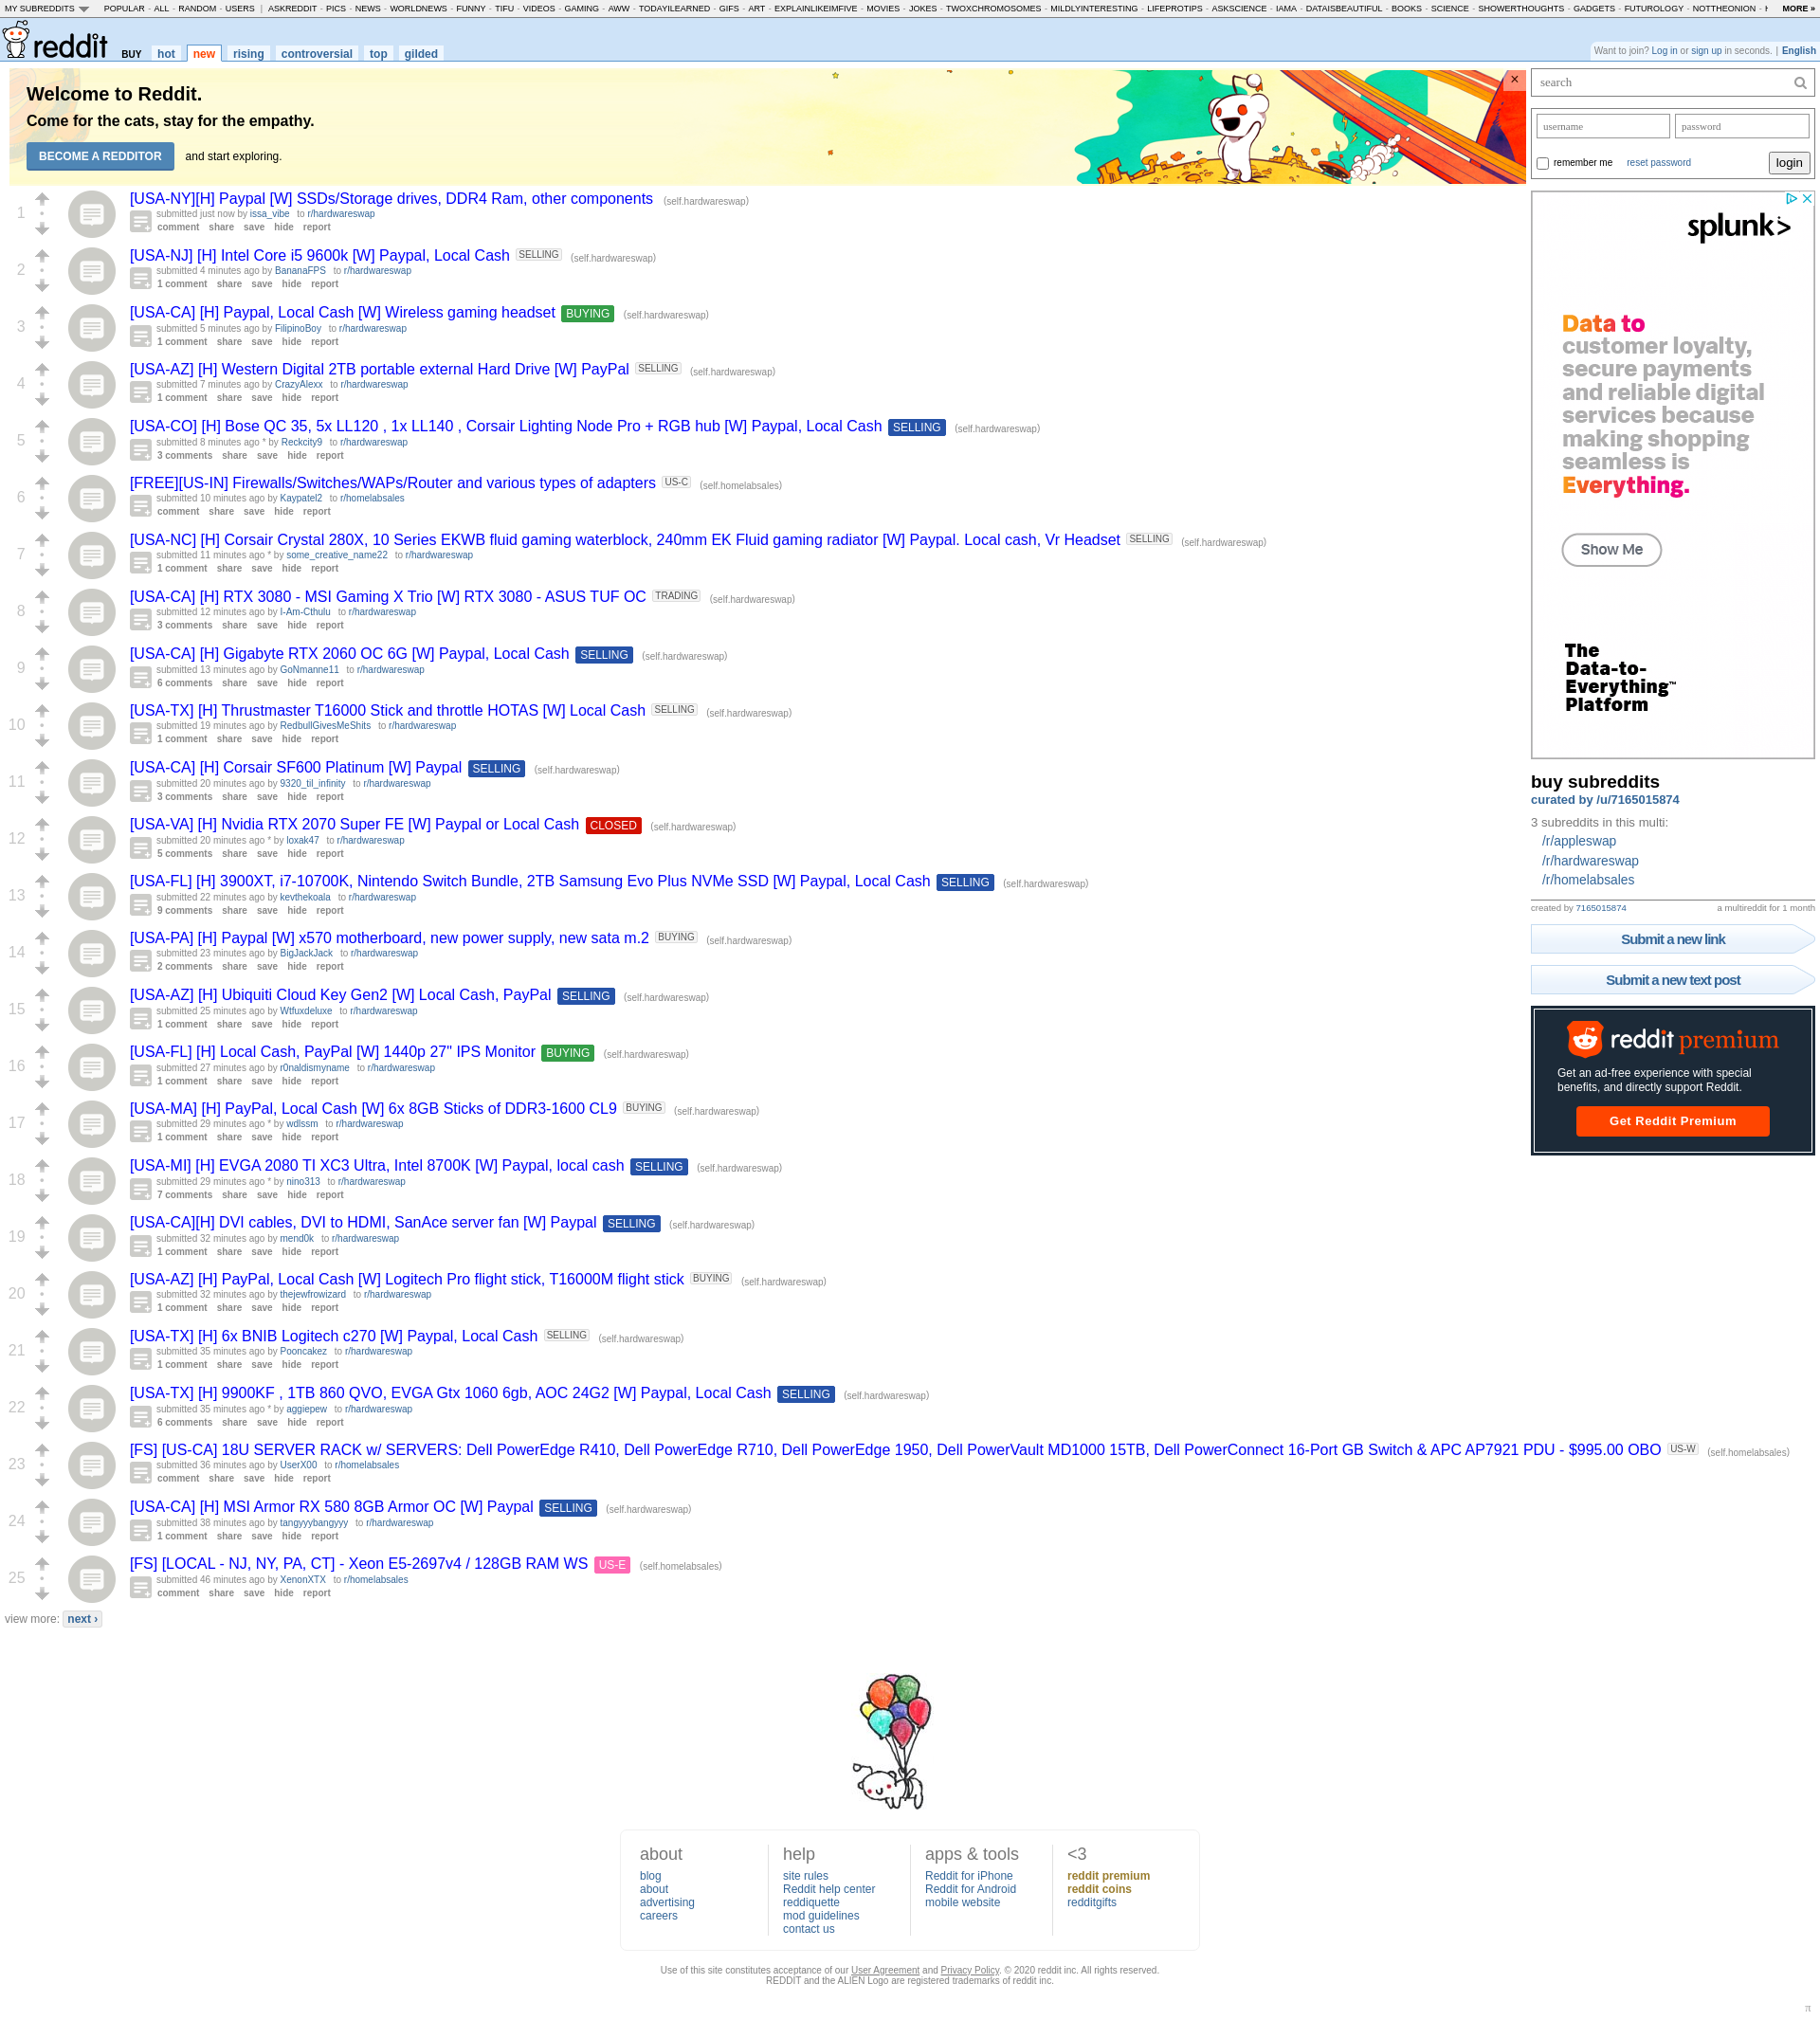 MY SUBREDDITS POPULAR - ALL - RANDOM - USERS | ASKREDDIT - PICS - NEWS - WORLDNEWS - FUNNY - TIFU - VIDEOS - GAMING - AWW - TODAYILEARNED - GIFS - ART - EXPLAINLIKEIMFIVE - MOVIES - JOKES - TWOXCHROMOSOMES - MILDLYINTERESTING - LIFEPROTIPS - ASKSCIENCE - IAMA - DATAISBEAUTIFUL - BOOKS - SCIENCE - SHOWERTHOUGHTS - GADGETS - FUTUROLOGY - NOTTHEONION - MORE »
reddit BUY hot new rising controversial top gilded
Want to join? Log in or sign up in seconds. | English
Welcome to Reddit.
Come for the cats, stay for the empathy.
BECOME A REDDITOR and start exploring.
×
1
[USA-NY][H] Paypal [W] SSDs/Storage drives, DDR4 Ram, other components (self.hardwareswap)
submitted just now by issa_vibe to r/hardwareswap
comment share save hide report
2
[USA-NJ] [H] Intel Core i5 9600k [W] Paypal, Local Cash SELLING (self.hardwareswap)
submitted 4 minutes ago by BananaFPS to r/hardwareswap
1 comment share save hide report
3
[USA-CA] [H] Paypal, Local Cash [W] Wireless gaming headset BUYING (self.hardwareswap)
submitted 5 minutes ago by FilipinoBoy to r/hardwareswap
1 comment share save hide report
4
[USA-AZ] [H] Western Digital 2TB portable external Hard Drive [W] PayPal SELLING (self.hardwareswap)
submitted 7 minutes ago by CrazyAlexx to r/hardwareswap
1 comment share save hide report
5
[USA-CO] [H] Bose QC 35, 5x LL120 , 1x LL140 , Corsair Lighting Node Pro + RGB hub [W] Paypal, Local Cash SELLING (self.hardwareswap)
submitted 8 minutes ago * by Reckcity9 to r/hardwareswap
3 comments share save hide report
6
[FREE][US-IN] Firewalls/Switches/WAPs/Router and various types of adapters US-C (self.homelabsales)
submitted 10 minutes ago by Kaypatel2 to r/homelabsales
comment share save hide report
7
[USA-NC] [H] Corsair Crystal 280X, 10 Series EKWB fluid gaming waterblock, 240mm EK Fluid gaming radiator [W] Paypal. Local cash, Vr Headset SELLING (self.hardwareswap)
submitted 11 minutes ago * by some_creative_name22 to r/hardwareswap
1 comment share save hide report
8
[USA-CA] [H] RTX 3080 - MSI Gaming X Trio [W] RTX 3080 - ASUS TUF OC TRADING (self.hardwareswap)
submitted 12 minutes ago by I-Am-Cthulu to r/hardwareswap
3 comments share save hide report
9
[USA-CA] [H] Gigabyte RTX 2060 OC 6G [W] Paypal, Local Cash SELLING (self.hardwareswap)
submitted 13 minutes ago by GoNmanne11 to r/hardwareswap
6 comments share save hide report
10
[USA-TX] [H] Thrustmaster T16000 Stick and throttle HOTAS [W] Local Cash SELLING (self.hardwareswap)
submitted 19 minutes ago by RedbullGivesMeShits to r/hardwareswap
1 comment share save hide report
11
[USA-CA] [H] Corsair SF600 Platinum [W] Paypal SELLING (self.hardwareswap)
submitted 20 minutes ago by 9320_til_infinity to r/hardwareswap
3 comments share save hide report
12
[USA-VA] [H] Nvidia RTX 2070 Super FE [W] Paypal or Local Cash CLOSED (self.hardwareswap)
submitted 20 minutes ago * by loxak47 to r/hardwareswap
5 comments share save hide report
13
[USA-FL] [H] 3900XT, i7-10700K, Nintendo Switch Bundle, 2TB Samsung Evo Plus NVMe SSD [W] Paypal, Local Cash SELLING (self.hardwareswap)
submitted 22 minutes ago by kevthekoala to r/hardwareswap
9 comments share save hide report
14
[USA-PA] [H] Paypal [W] x570 motherboard, new power supply, new sata m.2 BUYING (self.hardwareswap)
submitted 23 minutes ago by BigJackJack to r/hardwareswap
2 comments share save hide report
15
[USA-AZ] [H] Ubiquiti Cloud Key Gen2 [W] Local Cash, PayPal SELLING (self.hardwareswap)
submitted 25 minutes ago by Wtfuxdeluxe to r/hardwareswap
1 comment share save hide report
16
[USA-FL] [H] Local Cash, PayPal [W] 1440p 27" IPS Monitor BUYING (self.hardwareswap)
submitted 27 minutes ago by r0naldismyname to r/hardwareswap
1 comment share save hide report
17
[USA-MA] [H] PayPal, Local Cash [W] 6x 8GB Sticks of DDR3-1600 CL9 BUYING (self.hardwareswap)
submitted 29 minutes ago * by wdlssm to r/hardwareswap
1 comment share save hide report
18
[USA-MI] [H] EVGA 2080 TI XC3 Ultra, Intel 8700K [W] Paypal, local cash SELLING (self.hardwareswap)
submitted 29 minutes ago * by nino313 to r/hardwareswap
7 comments share save hide report
19
[USA-CA][H] DVI cables, DVI to HDMI, SanAce server fan [W] Paypal SELLING (self.hardwareswap)
submitted 32 minutes ago by mend0k to r/hardwareswap
1 comment share save hide report
20
[USA-AZ] [H] PayPal, Local Cash [W] Logitech Pro flight stick, T16000M flight stick BUYING (self.hardwareswap)
submitted 32 minutes ago by thejewfrowizard to r/hardwareswap
1 comment share save hide report
21
[USA-TX] [H] 6x BNIB Logitech c270 [W] Paypal, Local Cash SELLING (self.hardwareswap)
submitted 35 minutes ago by Pooncakez to r/hardwareswap
1 comment share save hide report
22
[USA-TX] [H] 9900KF , 1TB 860 QVO, EVGA Gtx 1060 6gb, AOC 24G2 [W] Paypal, Local Cash SELLING (self.hardwareswap)
submitted 35 minutes ago * by aggiepew to r/hardwareswap
6 comments share save hide report
23
[FS] [US-CA] 18U SERVER RACK w/ SERVERS: Dell PowerEdge R410, Dell PowerEdge R710, Dell PowerEdge 1950, Dell PowerVault MD1000 15TB, Dell PowerConnect 16-Port GB Switch & APC AP7921 PDU - $995.00 OBO US-W (self.homelabsales)
submitted 36 minutes ago by UserX00 to r/homelabsales
comment share save hide report
24
[USA-CA] [H] MSI Armor RX 580 8GB Armor OC [W] Paypal SELLING (self.hardwareswap)
submitted 38 minutes ago by tangyyybangyyy to r/hardwareswap
1 comment share save hide report
25
[FS] [LOCAL - NJ, NY, PA, CT] - Xeon E5-2697v4 / 128GB RAM WS US-E (self.homelabsales)
submitted 46 minutes ago by XenonXTX to r/homelabsales
comment share save hide report
view more: next ›
search
username password
remember me reset password login
splunk>
Data to
customer loyalty,
secure payments
and reliable digital
services because
making shopping
seamless is
Everything.
Show Me
The
Data-to-
Everything™
Platform
buy subreddits
curated by /u/7165015874
3 subreddits in this multi:
/r/appleswap
/r/hardwareswap
/r/homelabsales
created by 7165015874 a multireddit for 1 month
Submit a new link
Submit a new text post
reddit premium
Get an ad-free experience with special
benefits, and directly support Reddit.
Get Reddit Premium
about
blog
about
advertising
careers
help
site rules
Reddit help center
reddiquette
mod guidelines
contact us
apps & tools
Reddit for iPhone
Reddit for Android
mobile website
<3
reddit premium
reddit coins
redditgifts
Use of this site constitutes acceptance of our User Agreement and Privacy Policy. © 2020 reddit inc. All rights reserved.
REDDIT and the ALIEN Logo are registered trademarks of reddit inc.
π